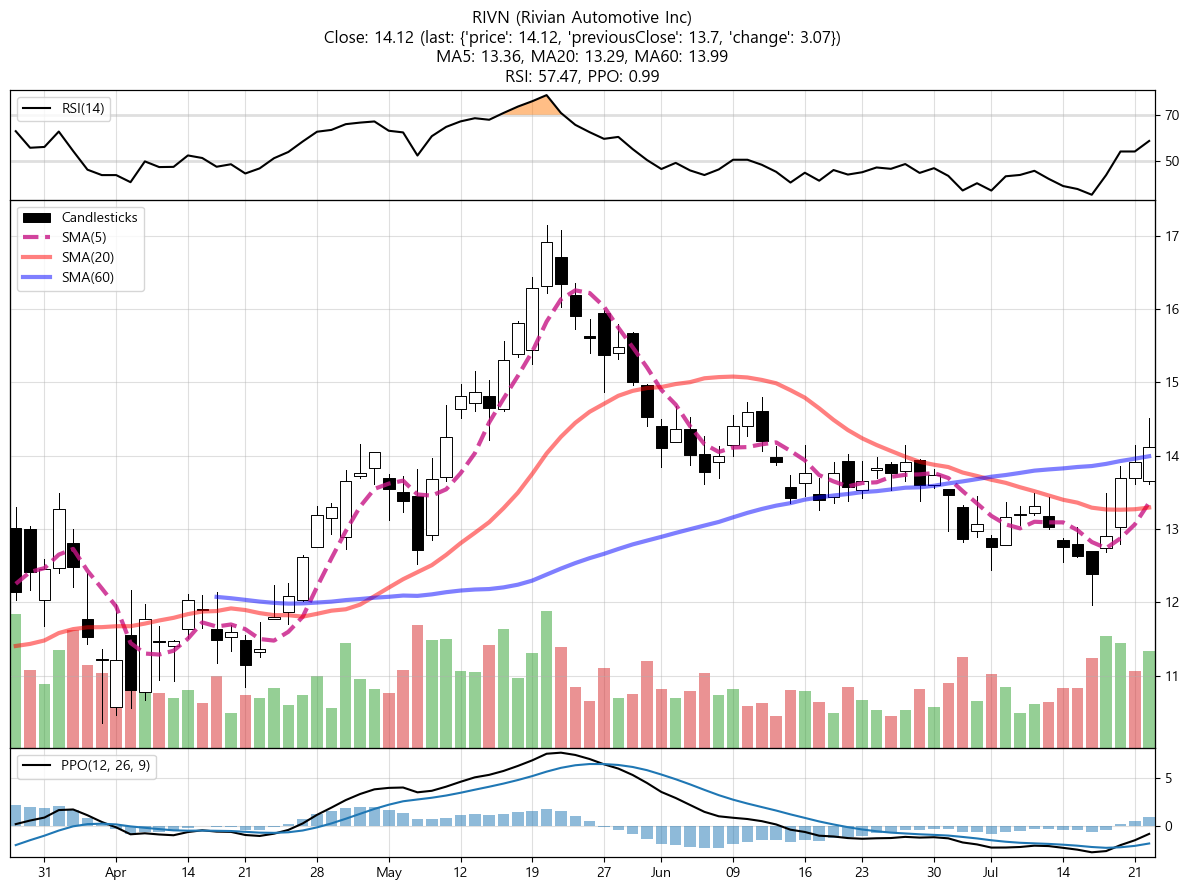 RIVN (Rivian Automotive Inc)
Close: 14.12 (last: {'price': 14.12, 'previousClose': 13.7, 'change': 3.07})
MA5: 13.36, MA20: 13.29, MA60: 13.99
RSI: 57.47, PPO: 0.99
RSI(14)
70
50
Candlesticks
SMA(5)
SMA(20)
SMA(60)
17
16
15
14
13
12
11
PPO(12, 26, 9)
5
0
31 Apr 14 21 28 May 12 19 27 Jun 09 16 23 30 Jul 14 21